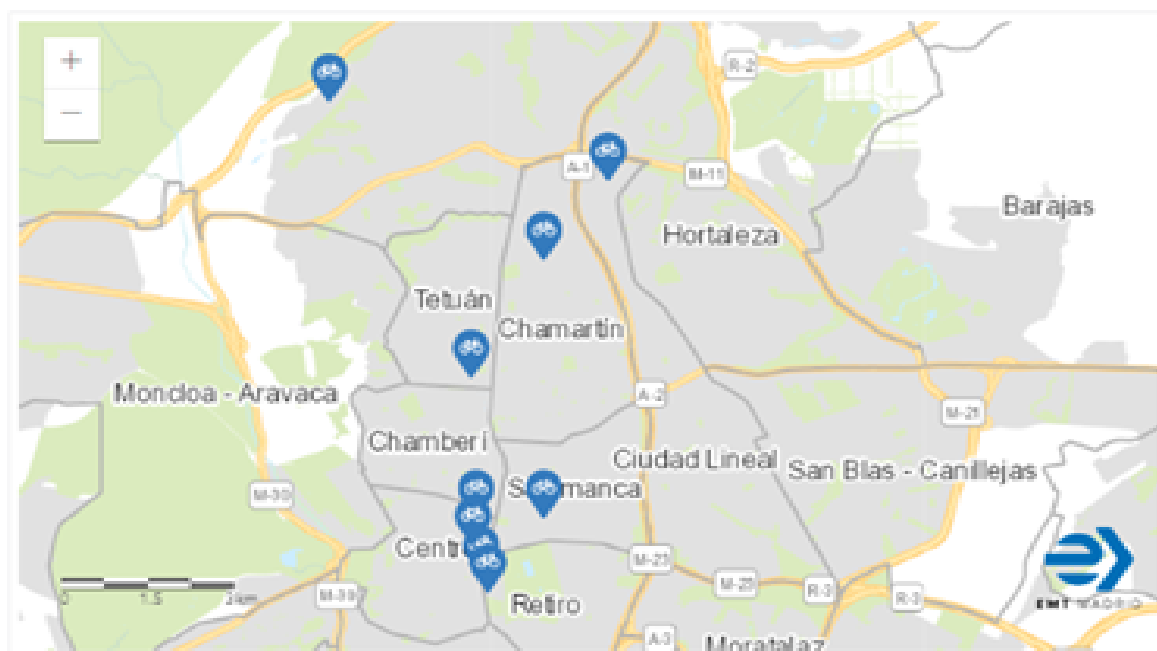 +
R-2
−
A-1
M-11
Barajas
Hortaleza
Tetuán
Chamartín
Moncloa - Aravaca
A-2
M-21
Chamberí
Ciudad Lineal
San Blas - Canillejas
M-30
Salamanca
Centro
M-23
M-23
R-3
R-3
0 1.5 3km
M-30
Retiro
EMT MADRID
A-3
Moratalaz